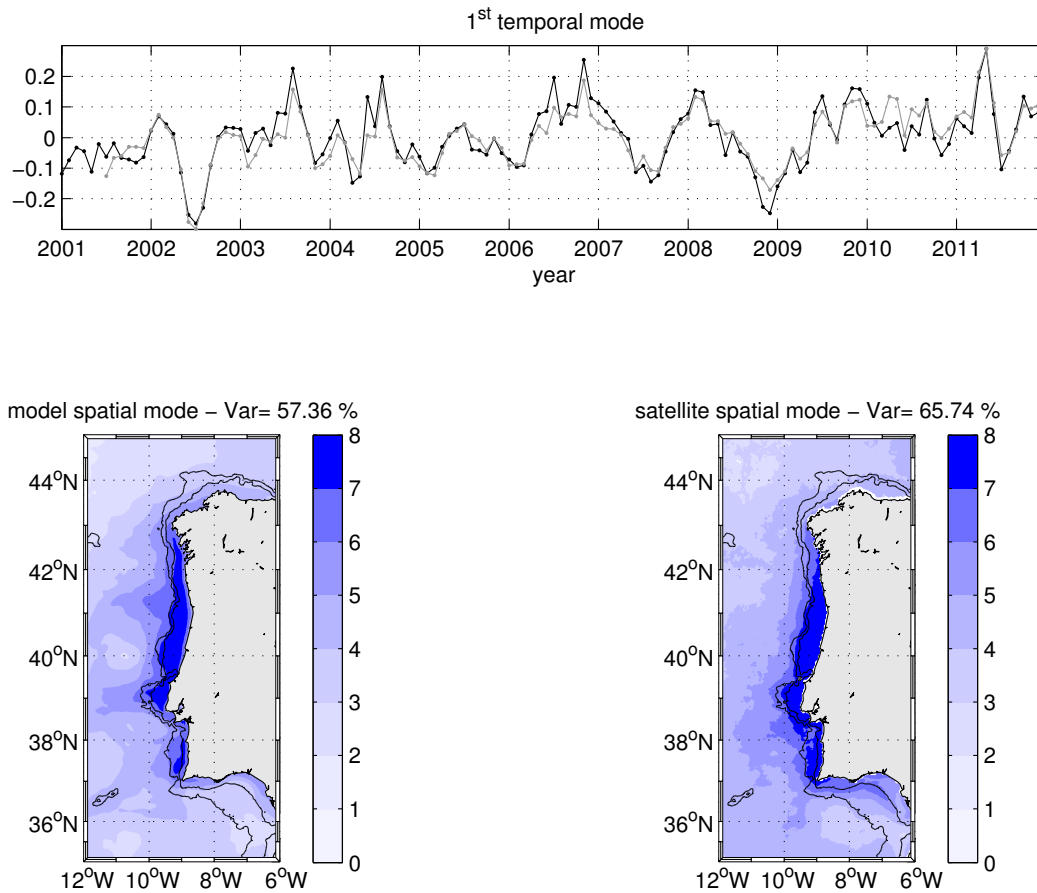 1st temporal mode
0.2
0.1
0
−0.1
−0.2
2001 2002 2003 2004 2005 2006 2007 2008 2009 2010 2011
year
model spatial mode − Var= 57.36 %
44°N
42°N
40°N
38°N
36°N
12°W 10°W 8°W 6°W
8
7
6
5
4
3
2
1
0
satellite spatial mode − Var= 65.74 %
44°N
42°N
40°N
38°N
36°N
12°W 10°W 8°W 6°W
8
7
6
5
4
3
2
1
0